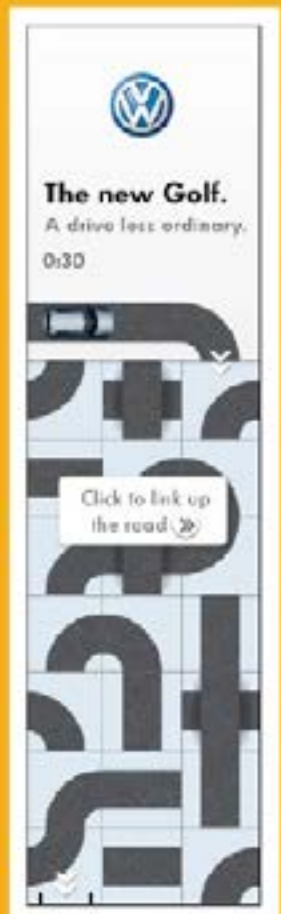 The new Golf.
A drive less ordinary.
0:30
Click to link up
the road